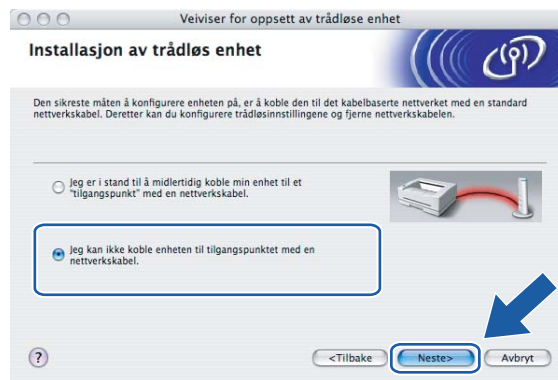 Veiviser for oppsett av trådløse enhet
Installasjon av trådløs enhet
Den sikreste måten å konfigurere enheten på, er å koble den til det kabelbaserte nettverket med en standard
nettverkskabel. Deretter kan du konfigurere trådløsinnstillingene og fjerne nettverkskabelen.
Jeg er i stand til å midlertidig koble min enhet til et
"tilgangspunkt" med en nettverkskabel.
Jeg kan ikke koble enheten til tilgangspunktet med en
nettverkskabel.
? <Tilbake Neste> Avbryt